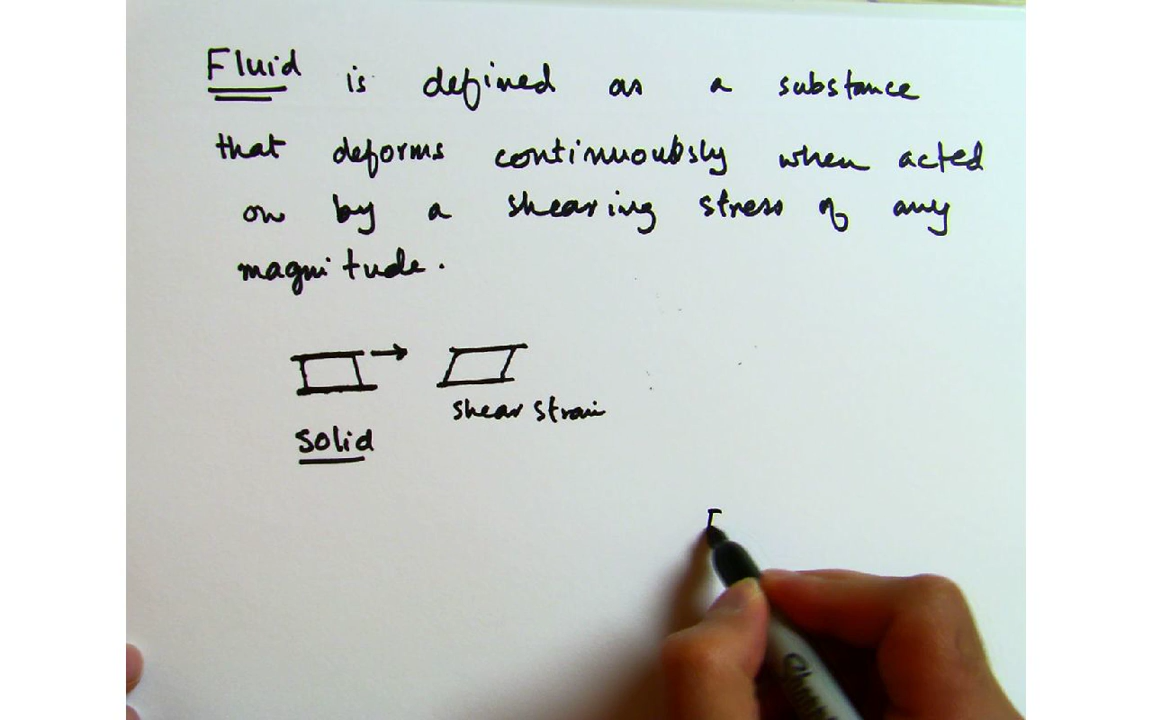 Fluid is defined as a substance
that deforms continuoubsly when acted
on by a shearing stress of any
magnitude.
shear strain
solid